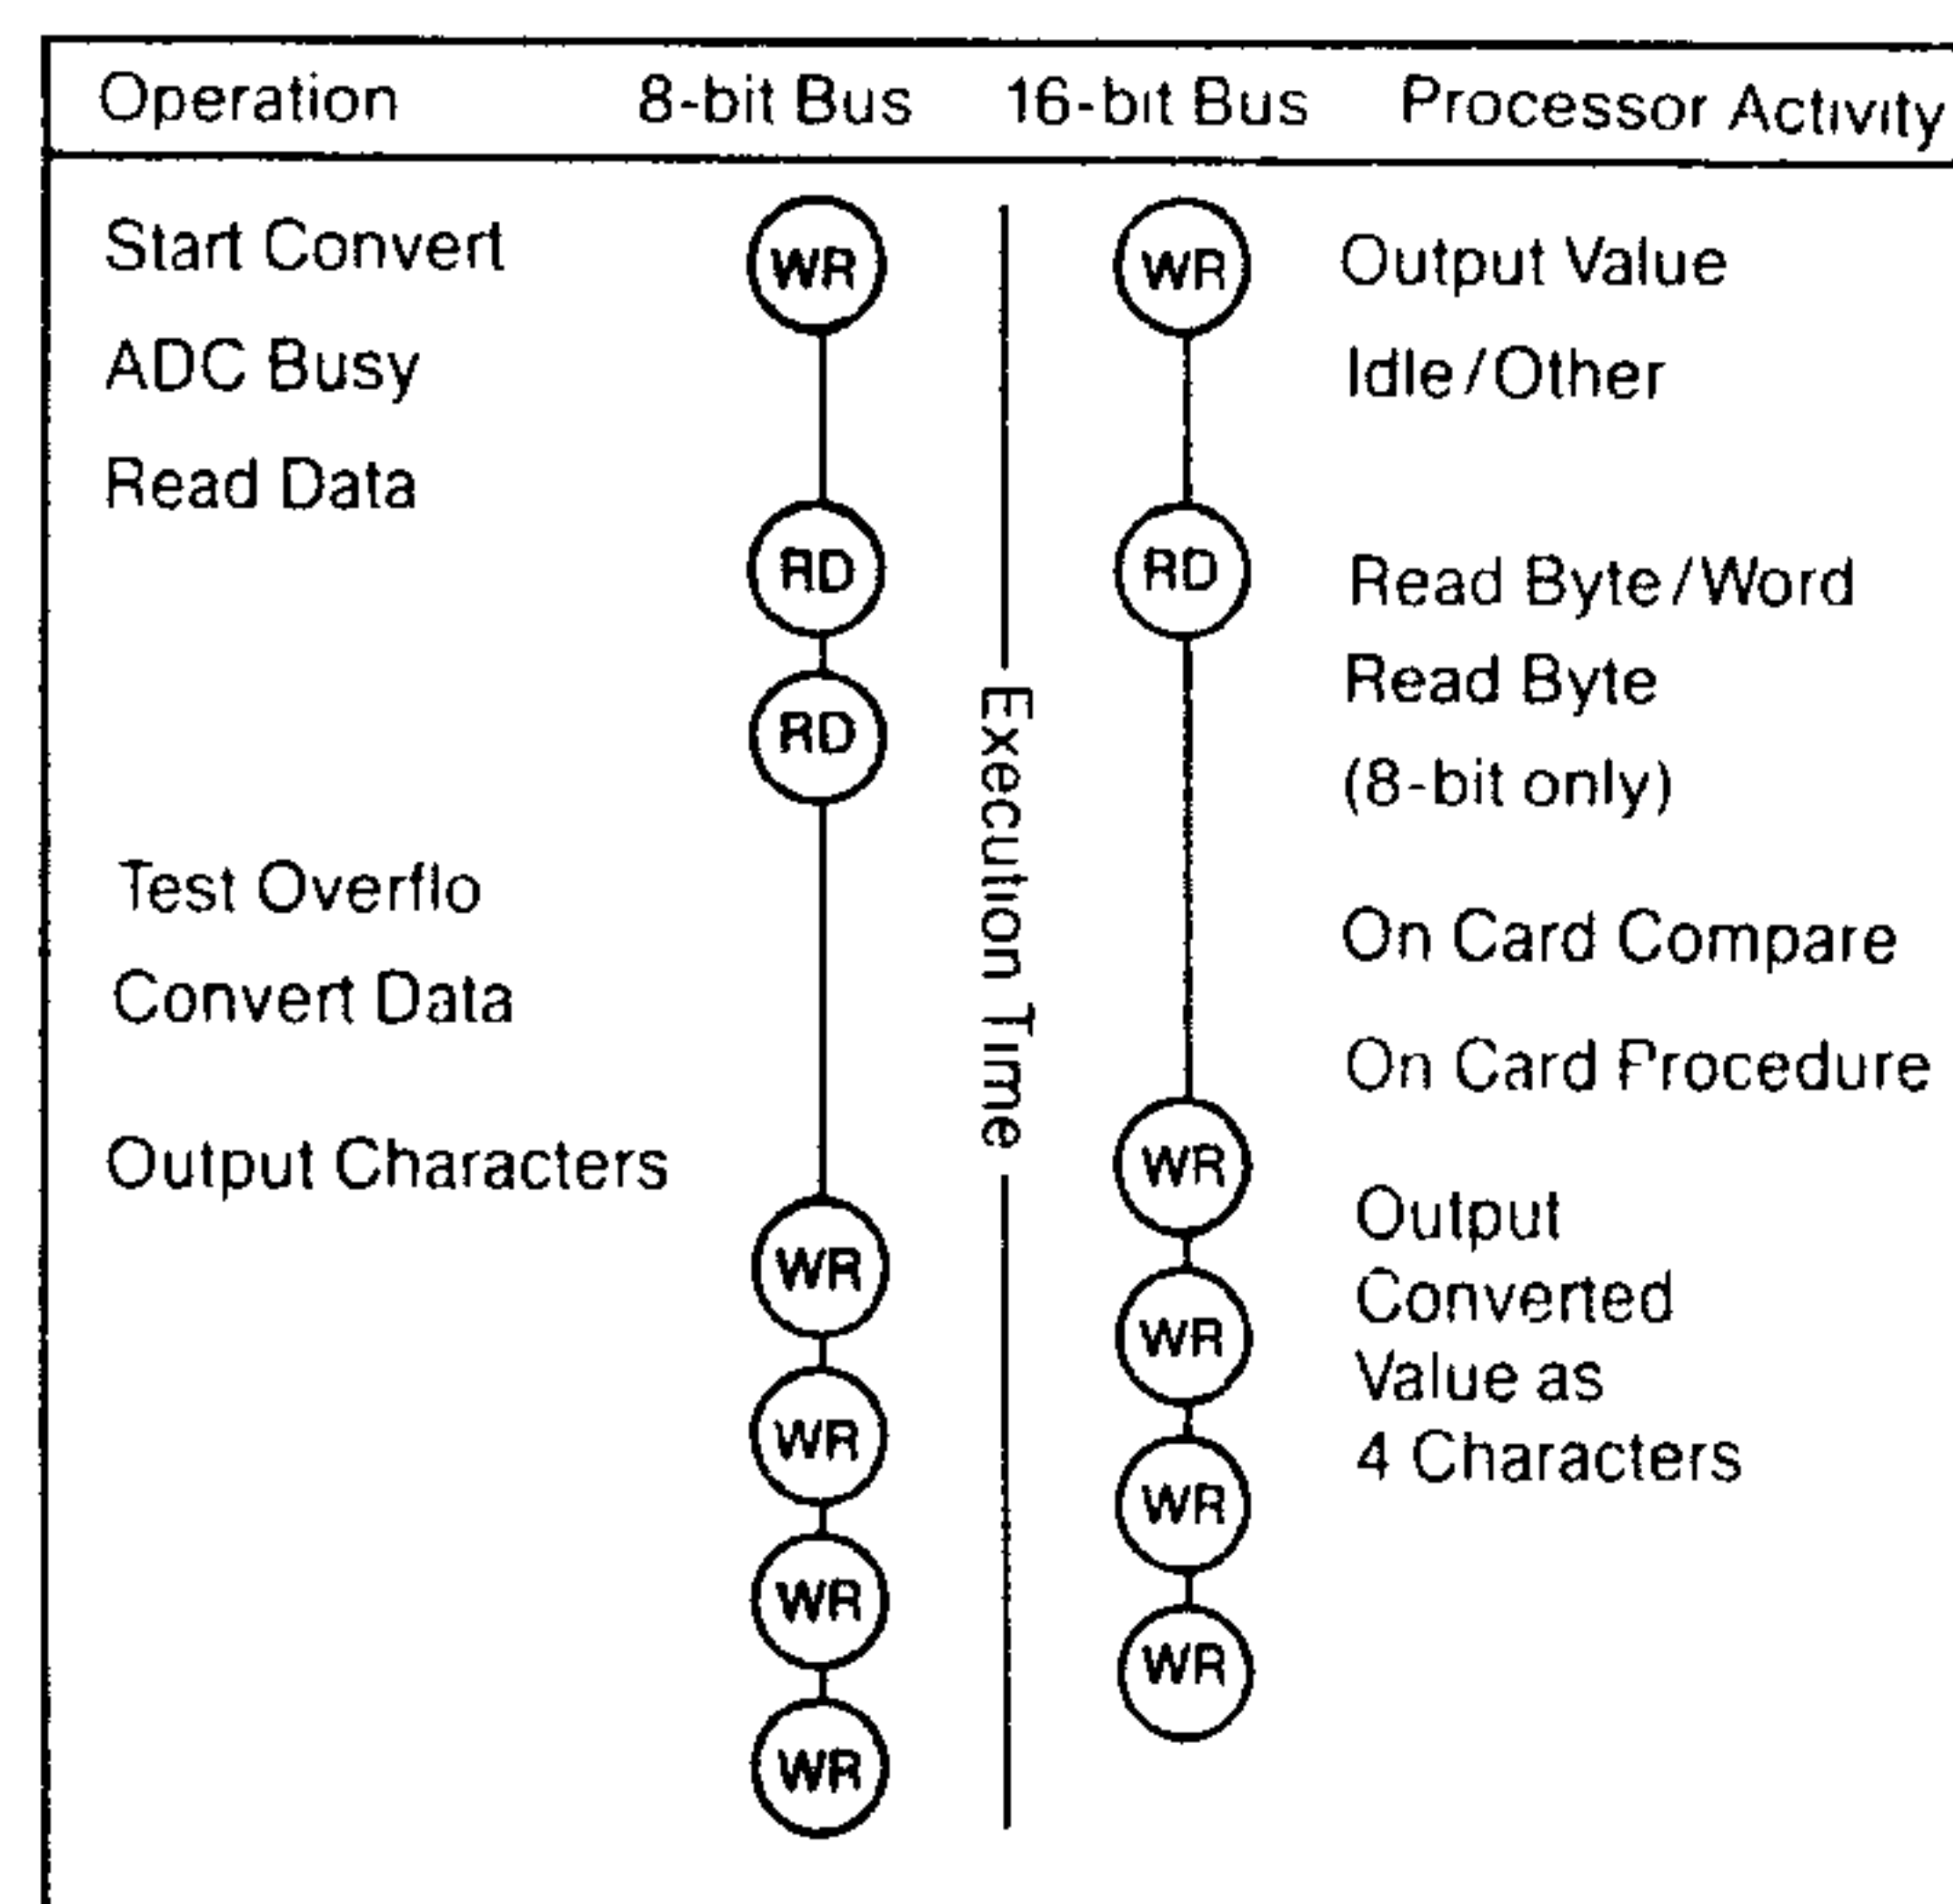 Operation 8-bit Bus 16-bit Bus Processor Activity
Start Convert WR WR Output Value
ADC Busy Idle/Other
Read Data
RD RD Read Byte/Word
RD Read Byte
(8-bit only)
Execution Time
Test Overflo On Card Compare
Convert Data On Card Procedure
Output Characters WR
WR Output
WR Converted
WR Value as
WR 4 Characters
WR
WR
WR